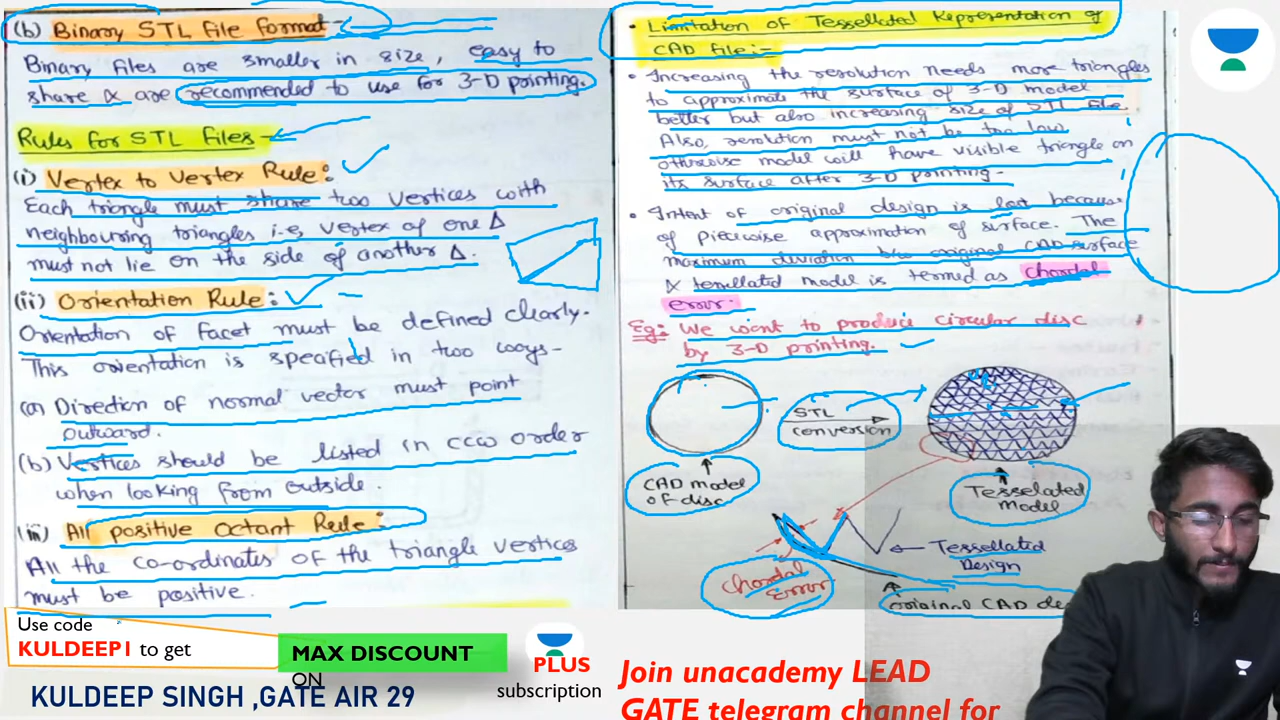 (b) Binary STL File Format -
Binary files are smaller in size, easy to
share & are recommended to use for 3-D printing.
Rules for STL Files -
(i) Vertex to Vertex Rule:
Each triangle must share two vertices with
neighbouring triangles i.e, vertex of one Δ
must not lie on the side of another Δ.
(ii) Orientation Rule:
Orientation of facet must be defined clearly.
This orientation is specified in two ways-
(a) Direction of normal vector must point
outward.
(b) Vertices should be listed in CCW order
when looking from outside.
(iii) All positive Octant Rule:
All the co-ordinates of the triangle vertices
must be positive.
• Limitation of Tessellated Representation of
CAD file:-
• Increasing the resolution needs more triangles
to approximate the surface of 3-D model
better but also increasing size of STL file.
Also, resolution must not be too low
otherwise model will have visible triangle on
its surface after 3-D printing.
• Intent of original design is lost because
of piecewise approximation of surface. The
maximum deviation b/w original CAD surface
& tessellated model is termed as chordal
error.
Eg: We want to produce circular disc
by 3-D printing.
STL
conversion
CAD model
of disc
Tesselated
Model
Tessellated
Design
Chordal
Error
original CAD de
Use code
KULDEEP1 to get
MAX DISCOUNT
ON
PLUS
subscription
KULDEEP SINGH ,GATE AIR 29
Join unacademy LEAD
GATE telegram channel for